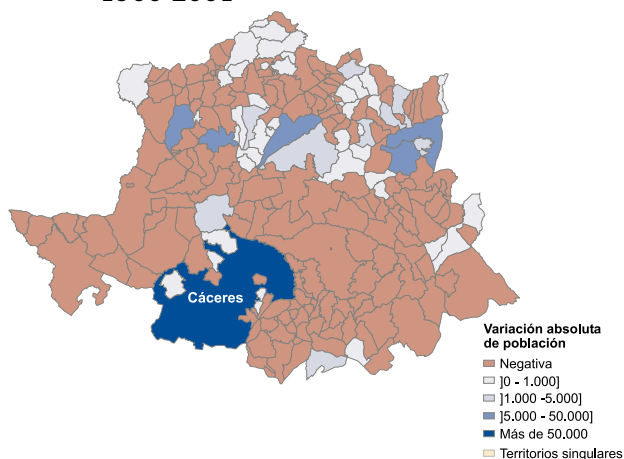 Cáceres
Variación absoluta
de población
Negativa
]0 - 1.000]
]1.000 -5.000]
]5.000 - 50.000]
Más de 50.000
Territorios singulares